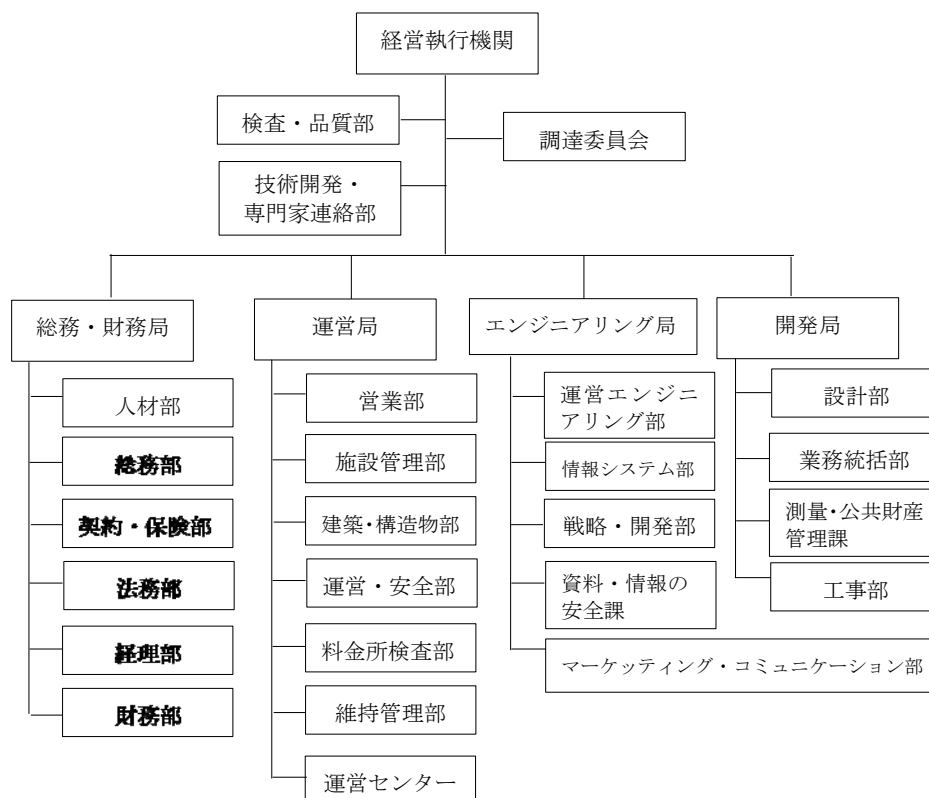 経営執行機関
検査・品質部
調達委員会
技術開発・
専門家連絡部
総務・財務局
人材部
総務部
契約・保険部
法務部
経理部
財務部
運営局
営業部
施設管理部
建築・構造物部
運営・安全部
料金所検査部
維持管理部
運営センター
エンジニアリング局
運営エンジニ
アリング部
情報システム部
戦略・開発部
資料・情報の
安全課
マーケッティング・コミュニケーション部
開発局
設計部
業務統括部
測量・公共財産
管理課
工事部